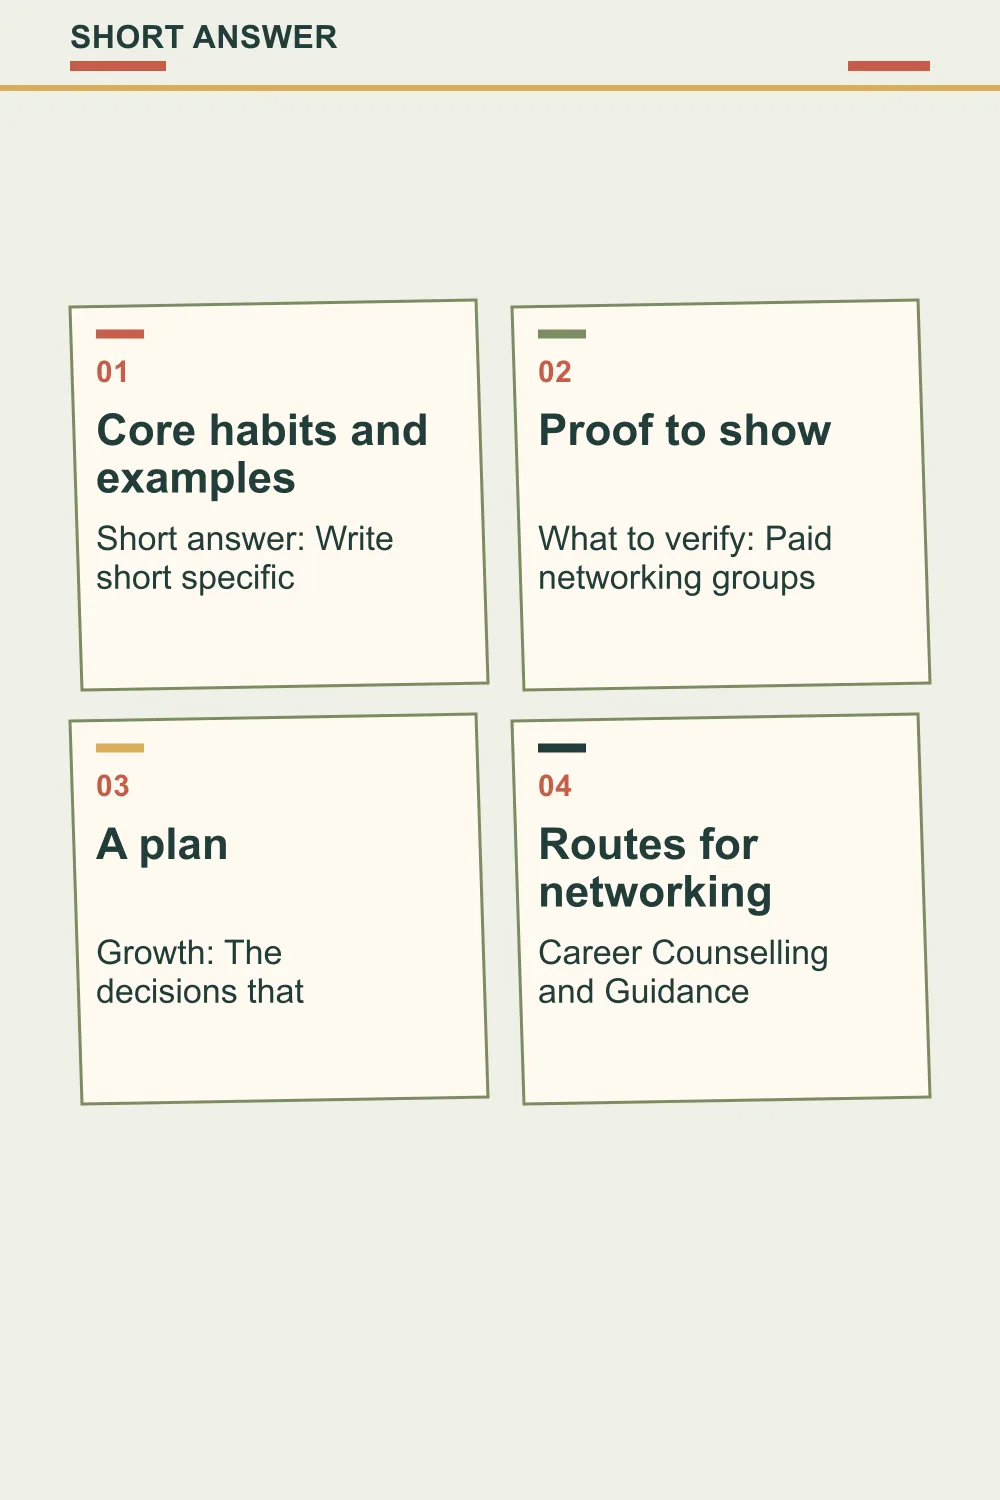 SHORT ANSWER
01
Core habits and
examples
Short answer: Write
short specific
02
Proof to show
What to verify: Paid
networking groups
03
A plan
Growth: The
decisions that
04
Routes for
networking
Career Counselling
and Guidance